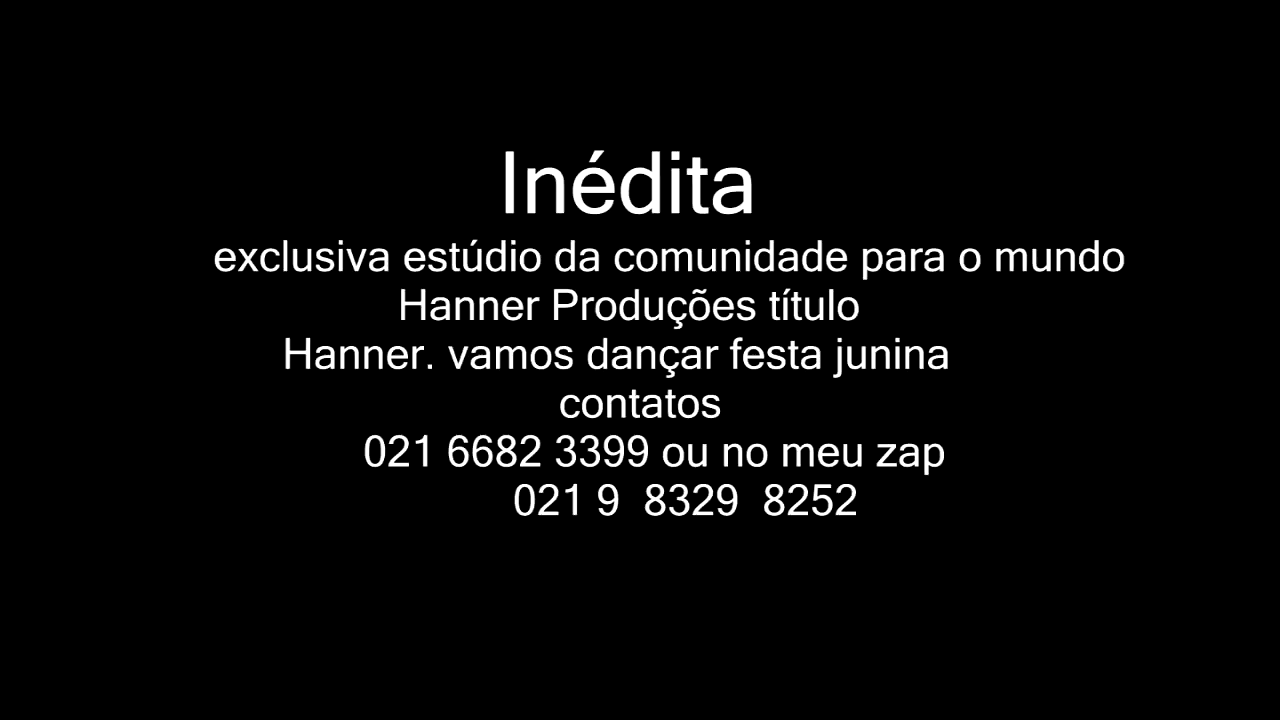 Inédita
exclusiva estúdio da comunidade para o mundo
Hanner Produções título
Hanner. vamos dançar festa junina
contatos
021 6682 3399 ou no meu zap
021 9  8329  8252